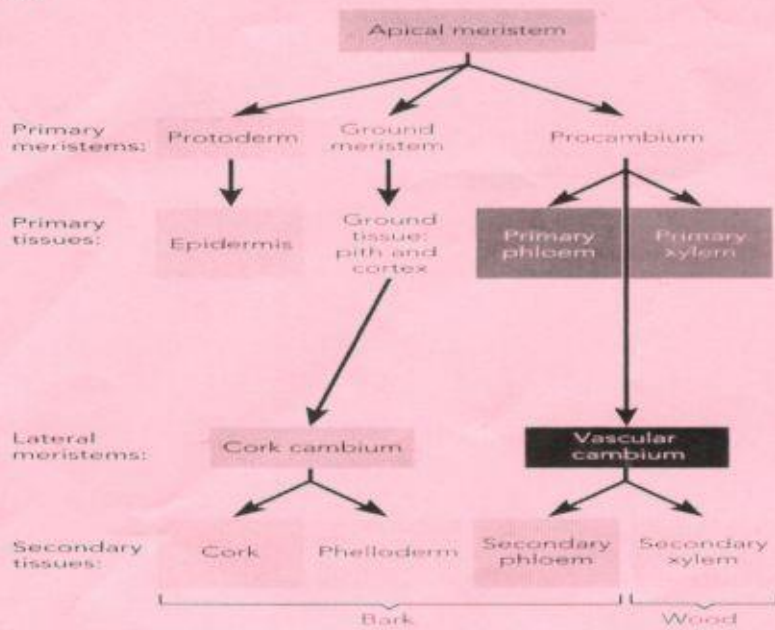 Apical meristem
Primary
meristems:
Protoderm
Ground
meristem
Procambium
Primary
tissues:
Epidermis
Ground
tissue:
pith and
cortex
Primary
phloem
Primary
xylem
Lateral
meristems:
Cork cambium
Vascular
cambium
Secondary
tissues:
Cork
Phelloderm
Secondary
phloem
Secondary
xylem
Bark
Wood